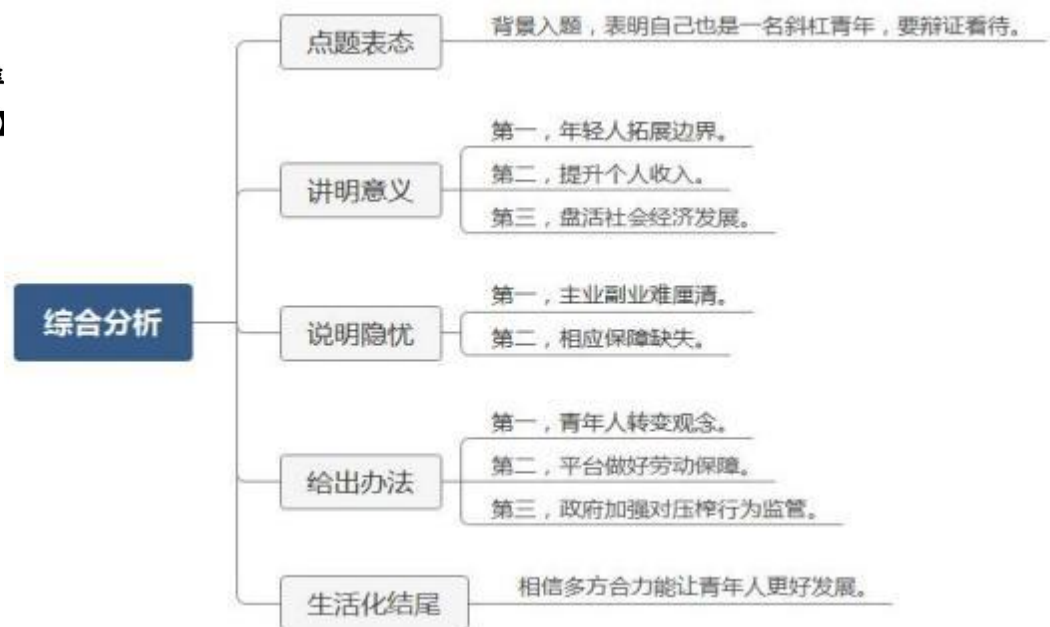 点题表态
背景入题，表明自己也是一名斜杠青年，要辩证看待。
讲明意义
第一，年轻人拓展边界。
第二，提升个人收入。
第三，盘活社会经济发展。
综合分析
说明隐忧
第一，主业副业难厘清。
第二，相应保障缺失。
给出办法
第一，青年人转变观念。
第二，平台做好劳动保障。
第三，政府加强对压榨行为监管。
生活化结尾
相信多方合力能让青年人更好发展。